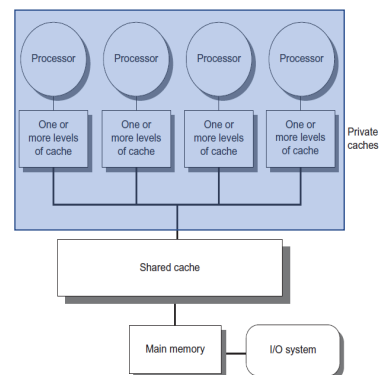 Processor
Processor
Processor
Processor
One or
more levels
of cache
One or
more levels
of cache
One or
more levels
of cache
One or
more levels
of cache
Private
caches
Shared cache
Main memory
I/O system